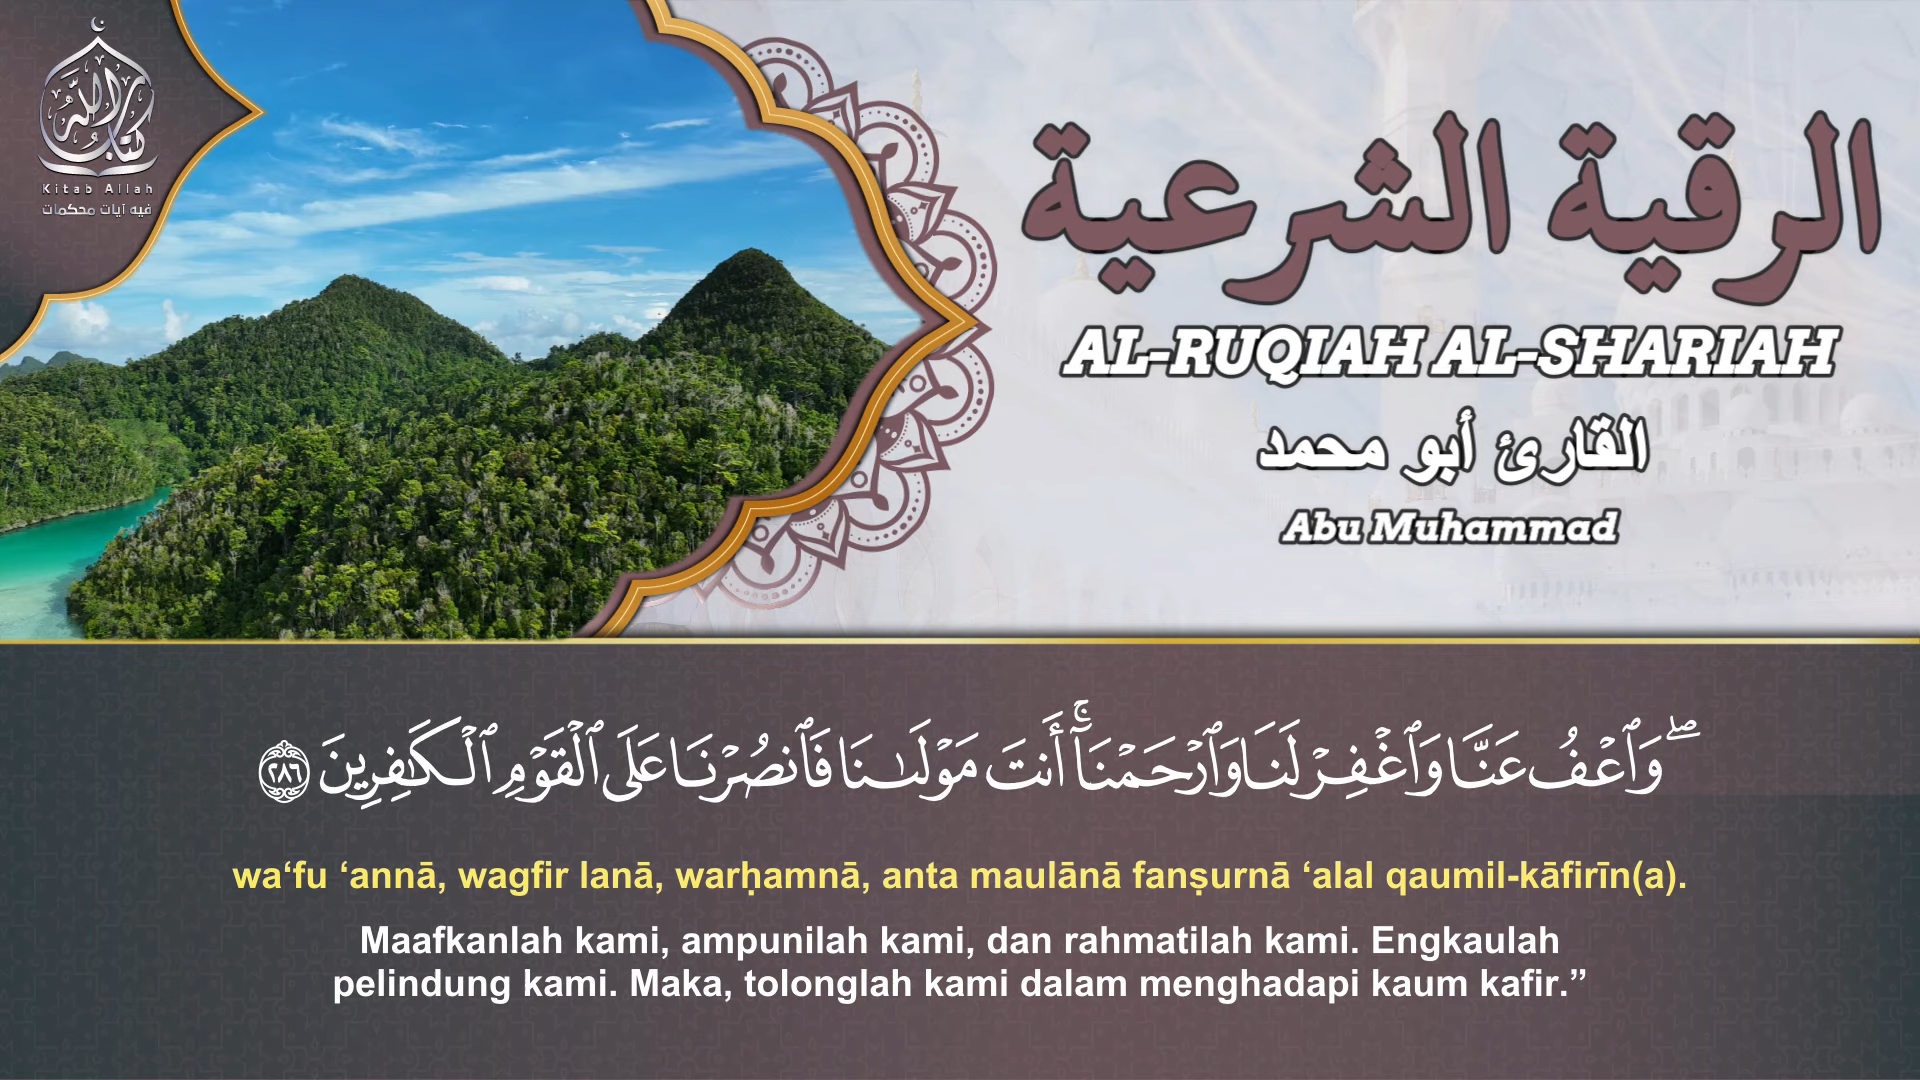 كتاب الله
Kitab Allah
فيه آيات محكمات
الرقية الشرعية
AL-RUQIAH AL-SHARIAH
القارئ أبو محمد
Abu Muhammad
ۖ وَٱعْفُ عَنَّا وَٱغْفِرْ لَنَا وَٱرْحَمْنَآ ۚ أَنتَ مَوْلَىٰنَا فَٱنصُرْنَا عَلَى ٱلْقَوْمِ ٱلْكَـٰفِرِينَ ٢٨٦
wa‘fu ‘annā, wagfir lanā, warḥamnā, anta maulānā fanṣurnā ‘alal qaumil-kāfirīn(a).
Maafkanlah kami, ampunilah kami, dan rahmatilah kami. Engkaulah
pelindung kami. Maka, tolonglah kami dalam menghadapi kaum kafir.”